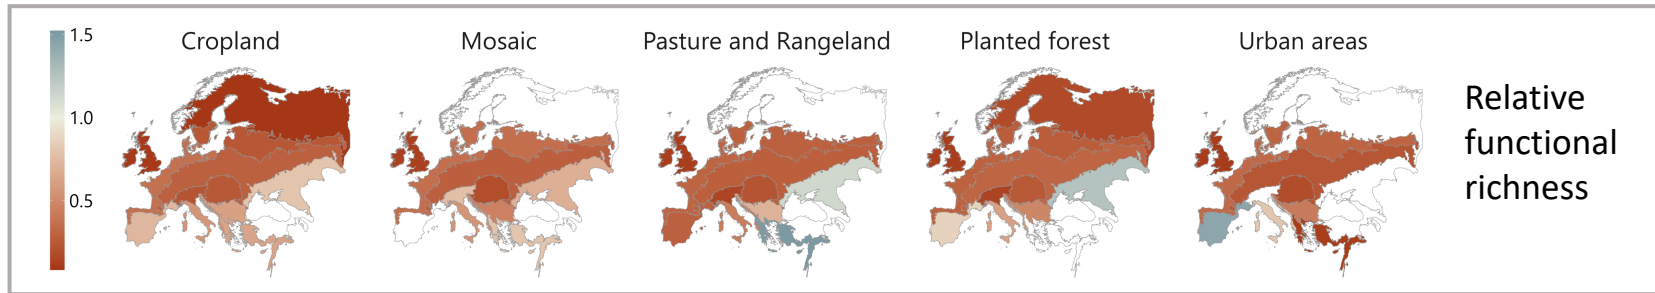 Cropland
Mosaic
Pasture and Rangeland
Planted forest
Urban areas
1.5
1.0
0.5
Relative
functional
richness